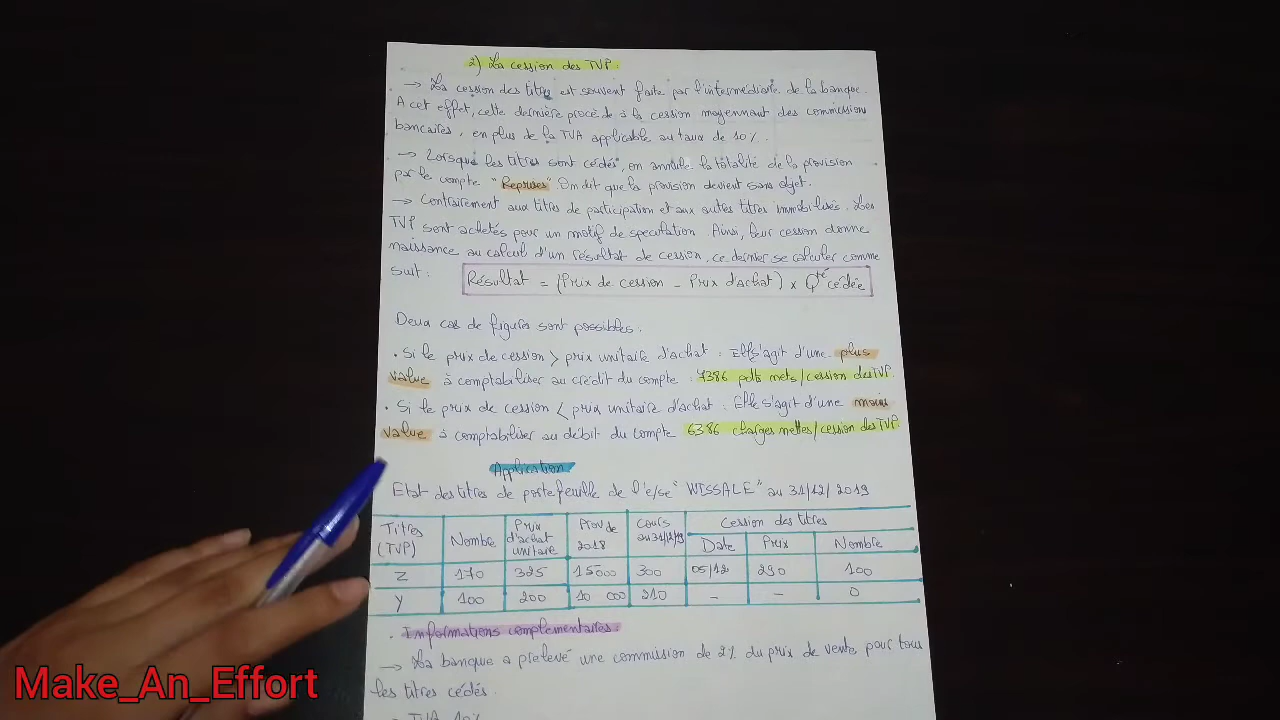 2) La cession des TVP :
→ La cession des titres est souvent faite par l'intermédiaire de la banque.
A cet effet, cette dernière procède à la cession moyennant des commissions
bancaires, en plus de la TVA applicable au taux de 10%.
→ Lorsque les titres sont cédés, en annule la totalité de la provision
par le compte "Reprises". On dit que la provision devient sans objet.
→ Contrairement aux titres de participation et aux autres titres immobilisés. Les
TVP sont achetés pour un motif de speculation Ainsi, leur cession donne
naissance au calcul d'un résultat de cession, ce dernier se calculer comme
suit :
Résultat = (Prix de cession - Prix d'achat) x Qté cédée
Deux cas de figures sont possibles.
• Si le prix de cession > prix unitaire d'achat : Elle s'agit d'une plus
value à comptabiliser au crédit du compte : 7386 pdts nets/cession des TVP.
• Si le prix de cession < prix unitaire d'achat : Elle s'agit d'une moins
value à comptabiliser au débit du compte 6386 charges nettes/cession des TVP.
Application
Etat des titres de portefeuille de l'e/se "WISSALE" au 31/12/2019
Titres (TVP) Nombre Prix d'achat unitaire Prov de 2018 Cours au 31/12/19 Cession des titres
Date Prix Nombre
Z 170 325 15000 300 05/12 290 100
Y 100 200 10 000 210 - - 0
• Informations complementaires :
→ La banque a prélevé une commission de 2% du prix de vente pour tous
les titres cédés.
- TVA 10%
Make_An_Effort